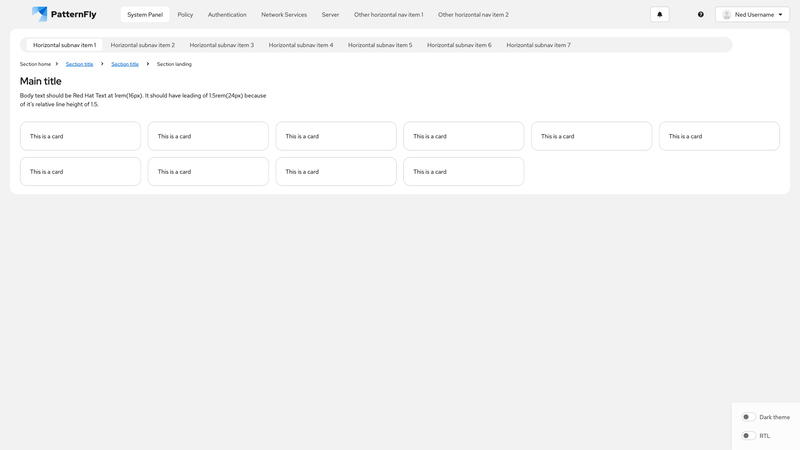 PatternFly
System Panel Policy Authentication Network Services Server Other horizontal nav item 1 Other horizontal nav item 2 Ned Username
Horizontal subnav item 1 Horizontal subnav item 2 Horizontal subnav item 3 Horizontal subnav item 4 Horizontal subnav item 5 Horizontal subnav item 6 Horizontal subnav item 7
Section home Section title Section title Section landing
Main title
Body text should be Red Hat Text at 1rem(16px). It should have leading of 1.5rem(24px) because
of it's relative line height of 1.5.
This is a card This is a card This is a card This is a card This is a card This is a card
This is a card This is a card This is a card This is a card
Dark theme
RTL